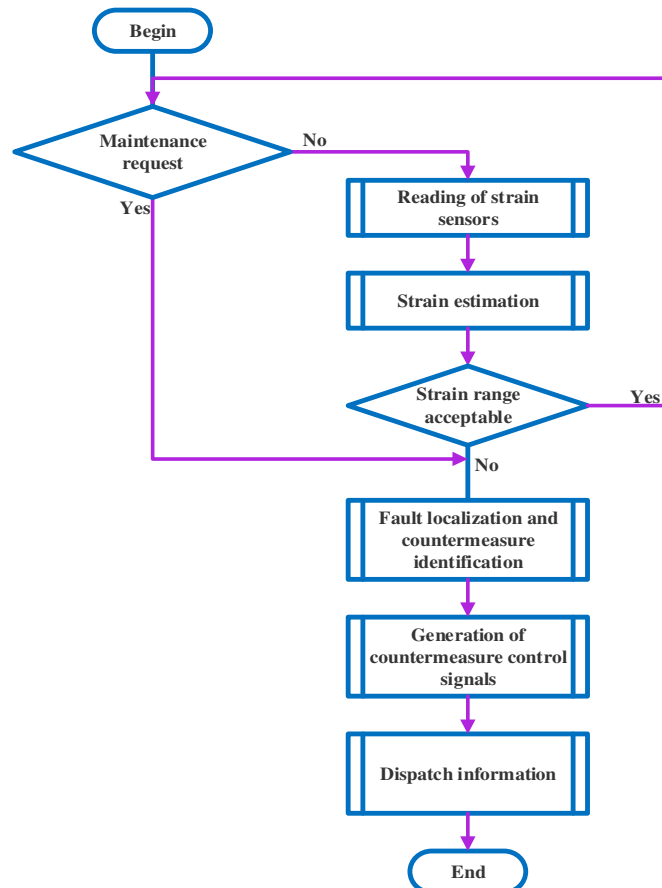 Begin
Maintenance
request
No
Yes
Reading of strain
sensors
Strain estimation
Strain range
acceptable
Yes
No
Fault localization and
countermeasure
identification
Generation of
countermeasure control
signals
Dispatch information
End